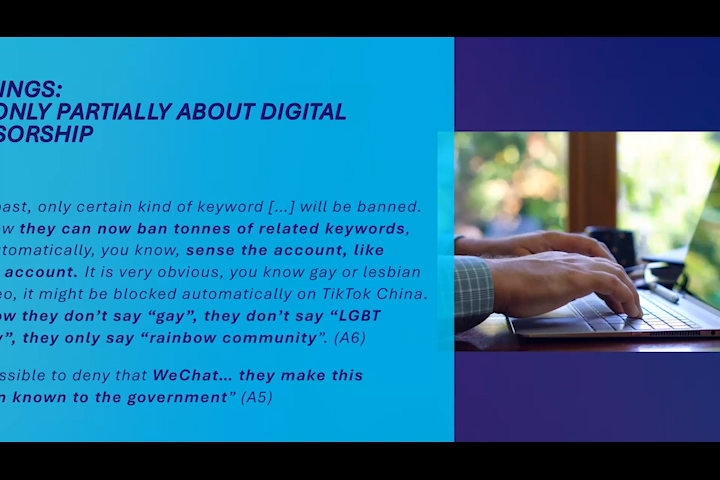 INGS:
ONLY PARTIALLY ABOUT DIGITAL
SORSHIP
past, only certain kind of keyword [...] will be banned.
w they can now ban tonnes of related keywords,
utomatically, you know, sense the account, like
account. It is very obvious, you know gay or lesbian
eo, it might be blocked automatically on TikTok China.
ow they don't say “gay”, they don't say “LGBT
y”, they only say “rainbow community”. (A6)
ssible to deny that WeChat... they make this
n known to the government” (A5)